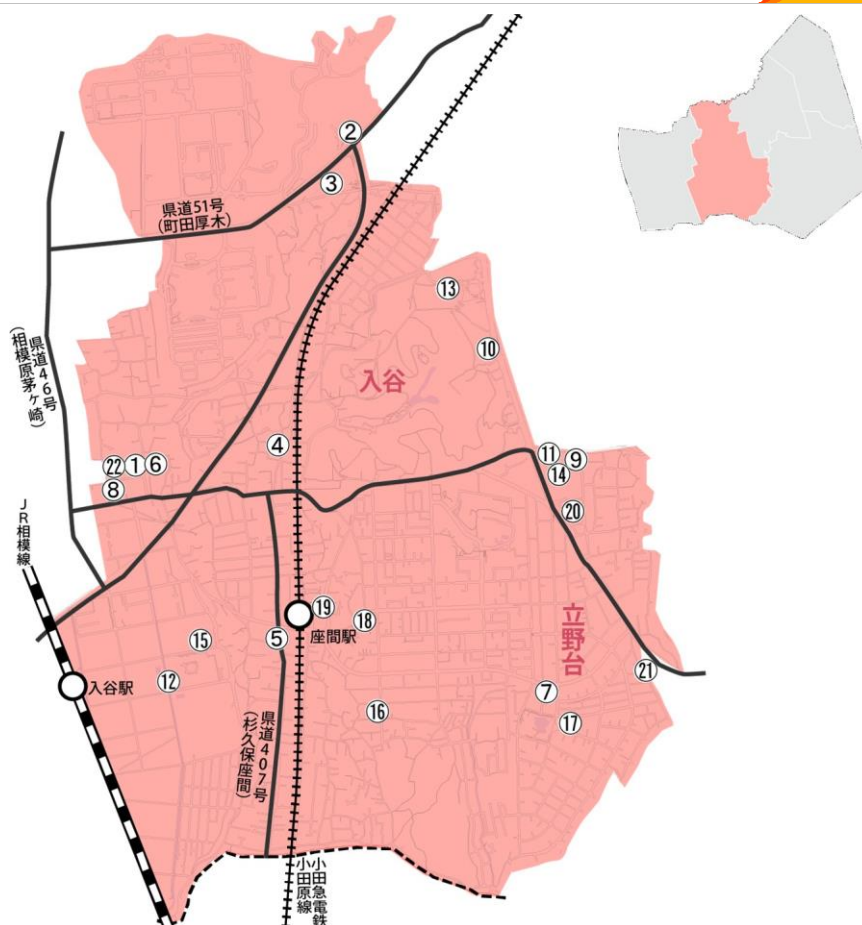 ②
③
県道51号
(町田厚木)
⑬
⑩
県道46号
(相模原茅ヶ崎)
入谷
④
⑪
⑨
⑭
㉒
①
⑥
⑧
⑳
JR相模線
⑲
座間駅
⑱
⑤
立野台
⑮
入谷駅
⑫
㉑
⑦
⑯
⑰
県道407号
(杉久保座間)
小田急電鉄
小田原線